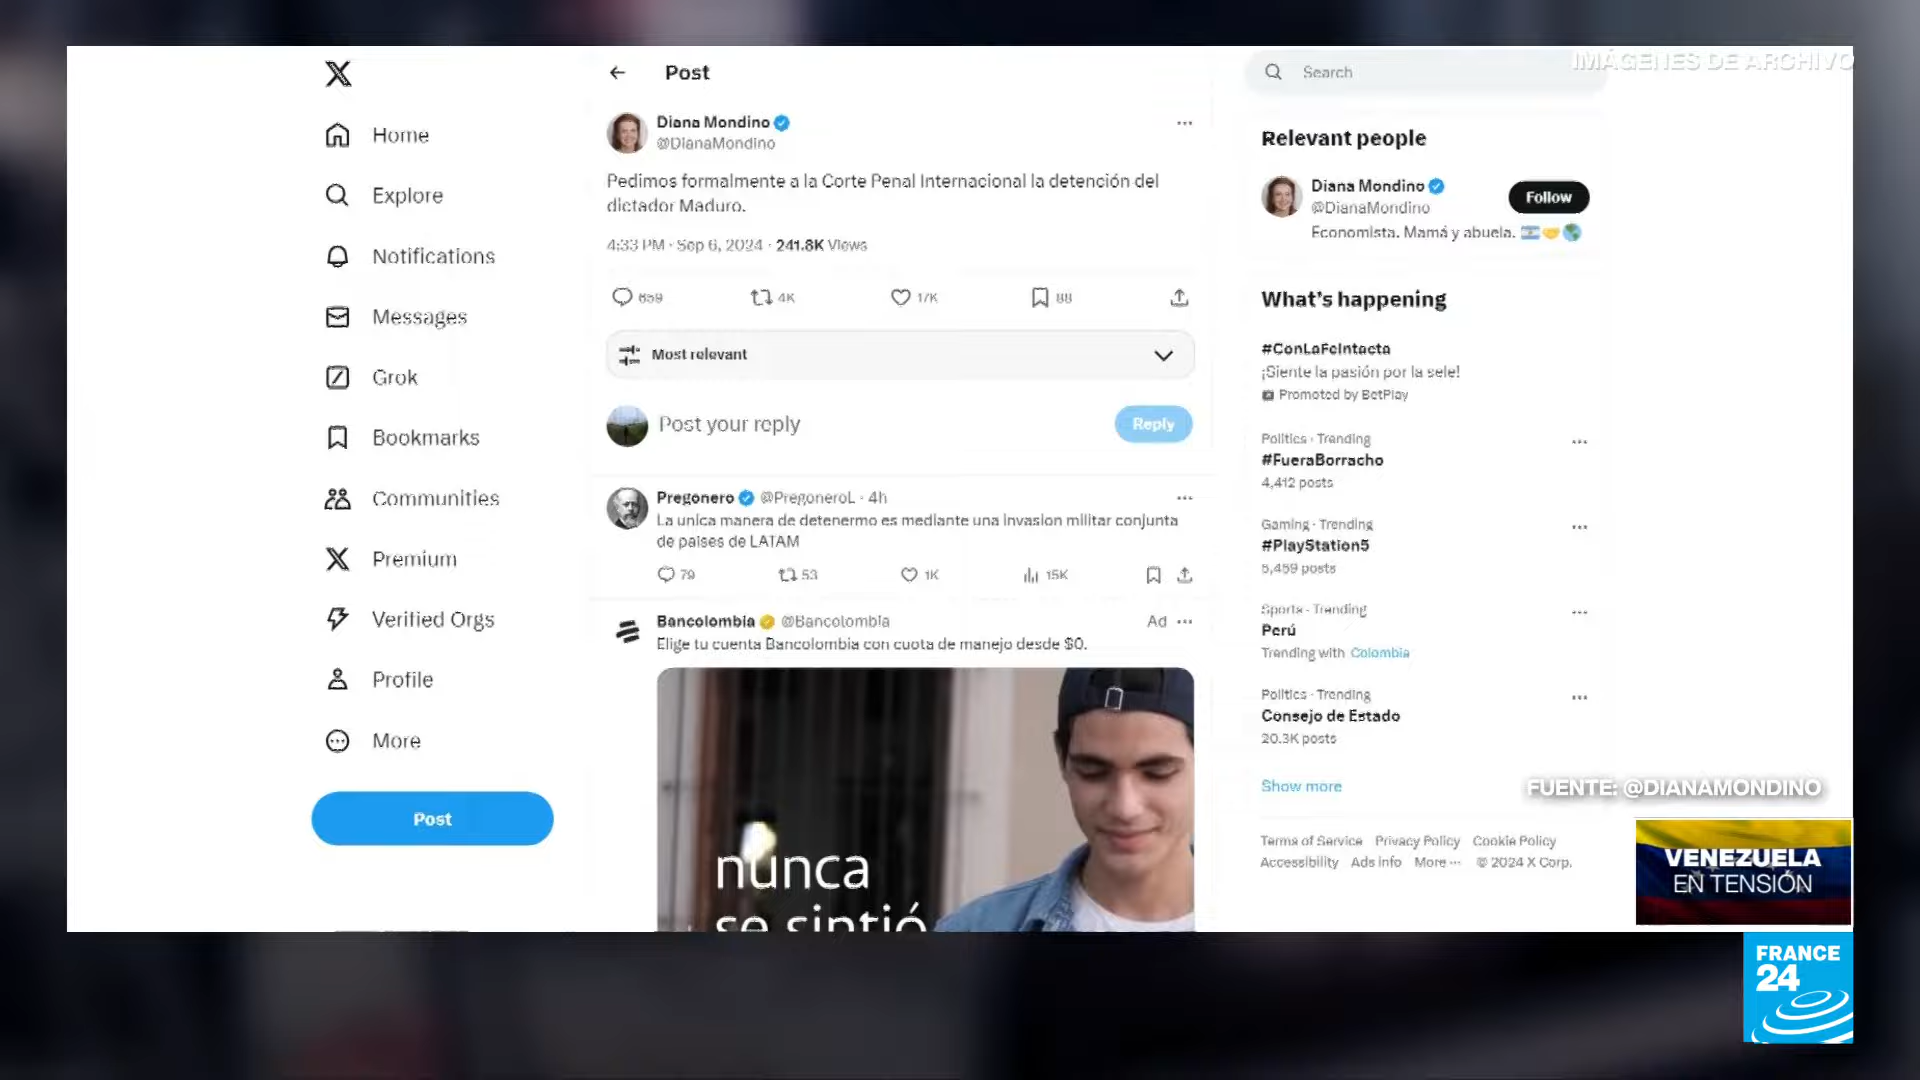 IMÁGENES DE ARCHIVO
Home
Explore
Notifications
Messages
Grok
Bookmarks
Communities
Premium
Verified Orgs
Profile
More
Post
Post
Diana Mondino
@DianaMondino
Pedimos formalmente a la Corte Penal Internacional la detención del
dictador Maduro.
4:33 PM · Sep 6, 2024 · 241.8K Views
659
4K
17K
88
Most relevant
Post your reply
Reply
Pregonero @PregoneroL · 4h
La unica manera de detenermo es mediante una invasion militar conjunta
de paises de LATAM
79
53
1K
15K
Bancolombia @Bancolombia
Ad
Elige tu cuenta Bancolombia con cuota de manejo desde $0.
nunca
se sintió
Search
Relevant people
Diana Mondino
@DianaMondino
Follow
Economista. Mamá y abuela.
What's happening
#ConLaFeIntacta
¡Siente la pasión por la sele!
Promoted by BetPlay
Politics · Trending
#FueraBorracho
4,412 posts
Gaming · Trending
#PlayStation5
5,459 posts
Sports · Trending
Perú
Trending with Colombia
Politics · Trending
Consejo de Estado
20.3K posts
Show more
Terms of Service Privacy Policy Cookie Policy
Accessibility Ads info More ··· © 2024 X Corp.
FUENTE: @DIANAMONDINO
VENEZUELA
EN TENSIÓN
FRANCE
24